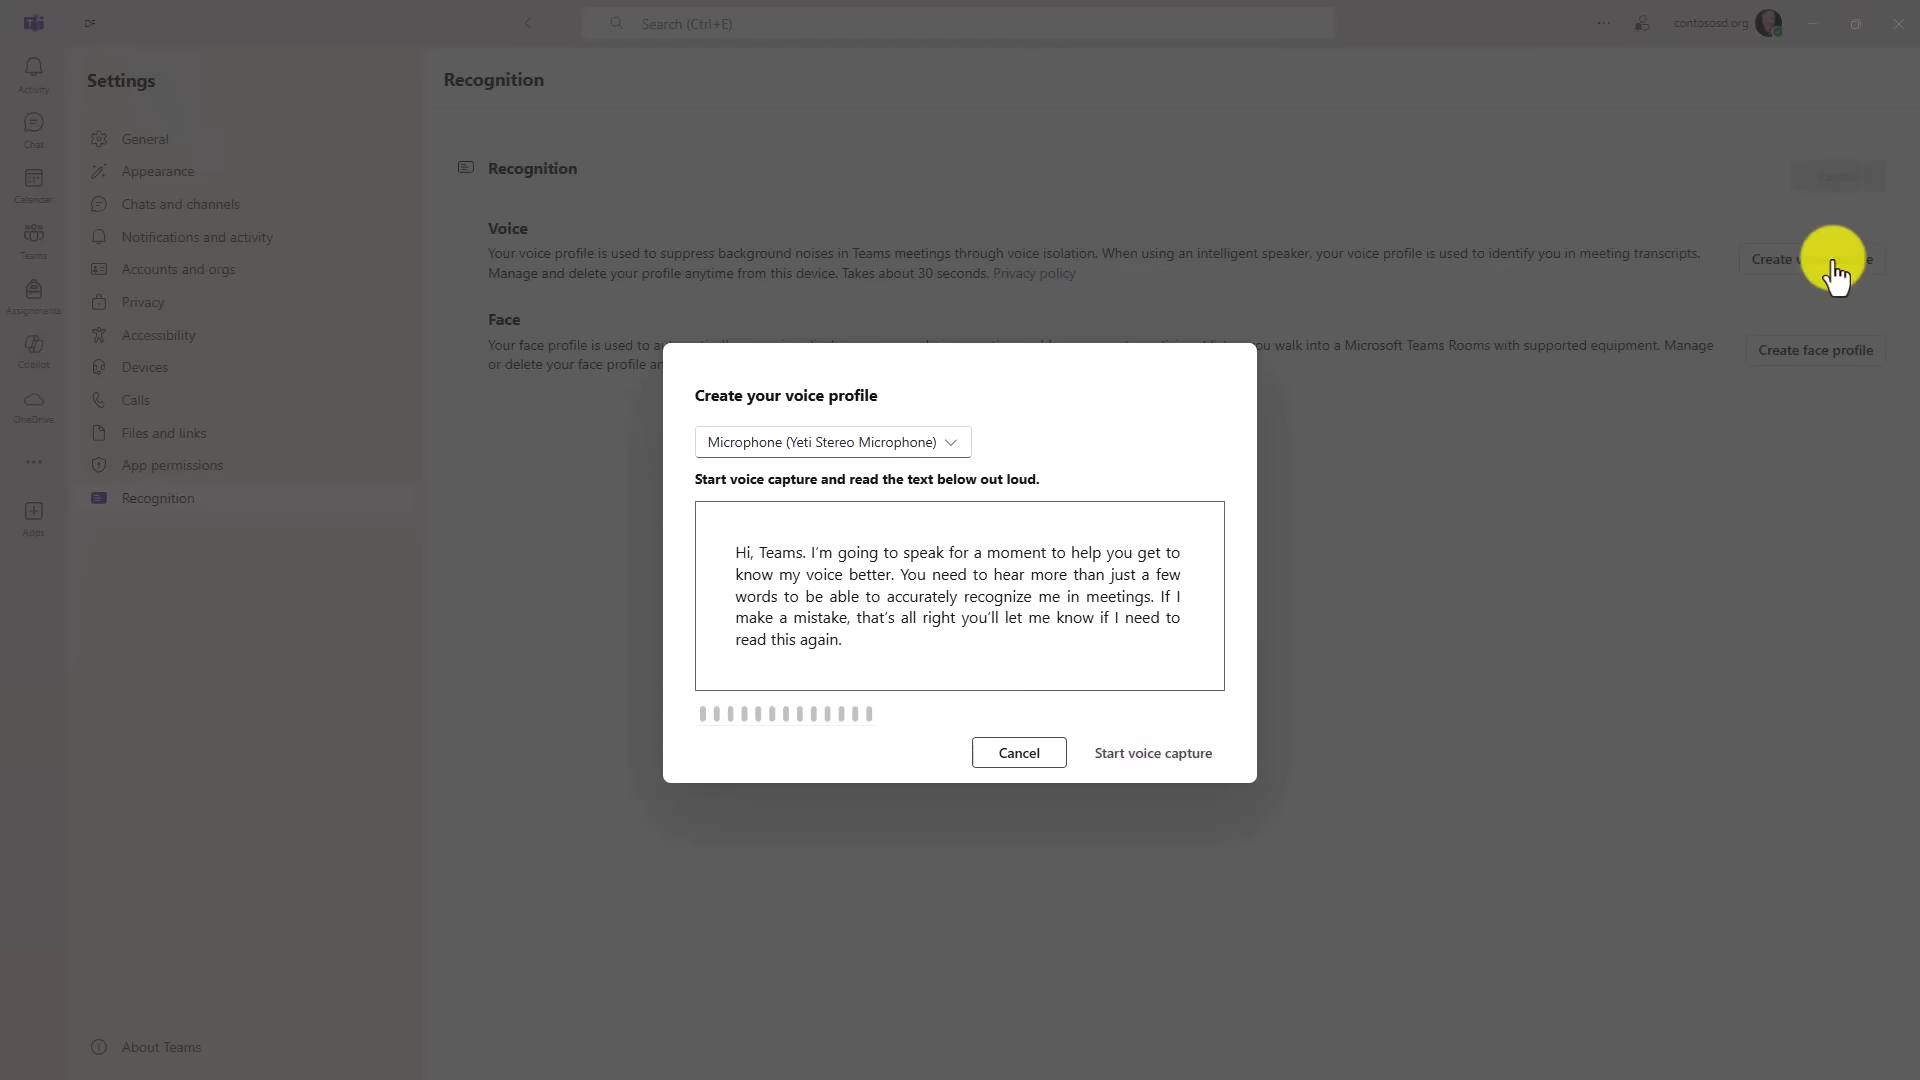 DF
Search (Ctrl+E)
contososd.org
Activity
Chat
Calendar
Teams
Assignments
Copilot
OneDrive
Apps
Settings
General
Appearance
Chats and channels
Notifications and activity
Accounts and orgs
Privacy
Accessibility
Devices
Calls
Files and links
App permissions
Recognition
About Teams
Recognition
Recognition
Voice
Your voice profile is used to suppress background noises in Teams meetings through voice isolation. When using an intelligent speaker, your voice profile is used to identify you in meeting transcripts.
Manage and delete your profile anytime from this device. Takes about 30 seconds. Privacy policy
Create
Face
Your face profile is used to
you walk into a Microsoft Teams Rooms with supported equipment. Manage
or delete your face profile
Create face profile
Create your voice profile
Microphone (Yeti Stereo Microphone)
Start voice capture and read the text below out loud.
Hi, Teams. I'm going to speak for a moment to help you get to
know my voice better. You need to hear more than just a few
words to be able to accurately recognize me in meetings. If I
make a mistake, that's all right you'll let me know if I need to
read this again.
Cancel
Start voice capture